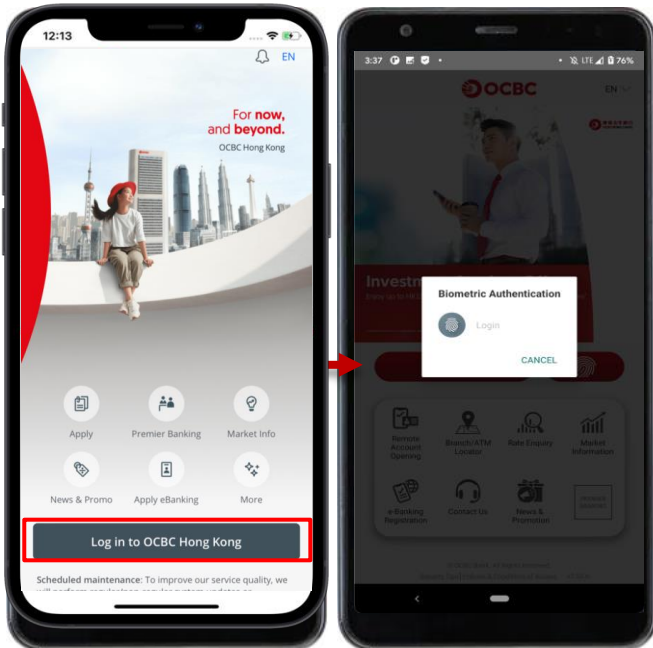 12:13
EN
For now,
and beyond.
OCBC Hong Kong
Apply
Premier Banking
Market Info
News & Promo
Apply eBanking
More
Log in to OCBC Hong Kong
Scheduled maintenance: To improve our service quality, we
3:37
LTE
76%
OCBC
EN
Investm
Biometric Authentication
Login
CANCEL
Remote
Account
Opening
Branch/ATM
Locator
Rate Enquiry
Market
Information
e-Banking
Registration
Contact Us
News &
Promotion